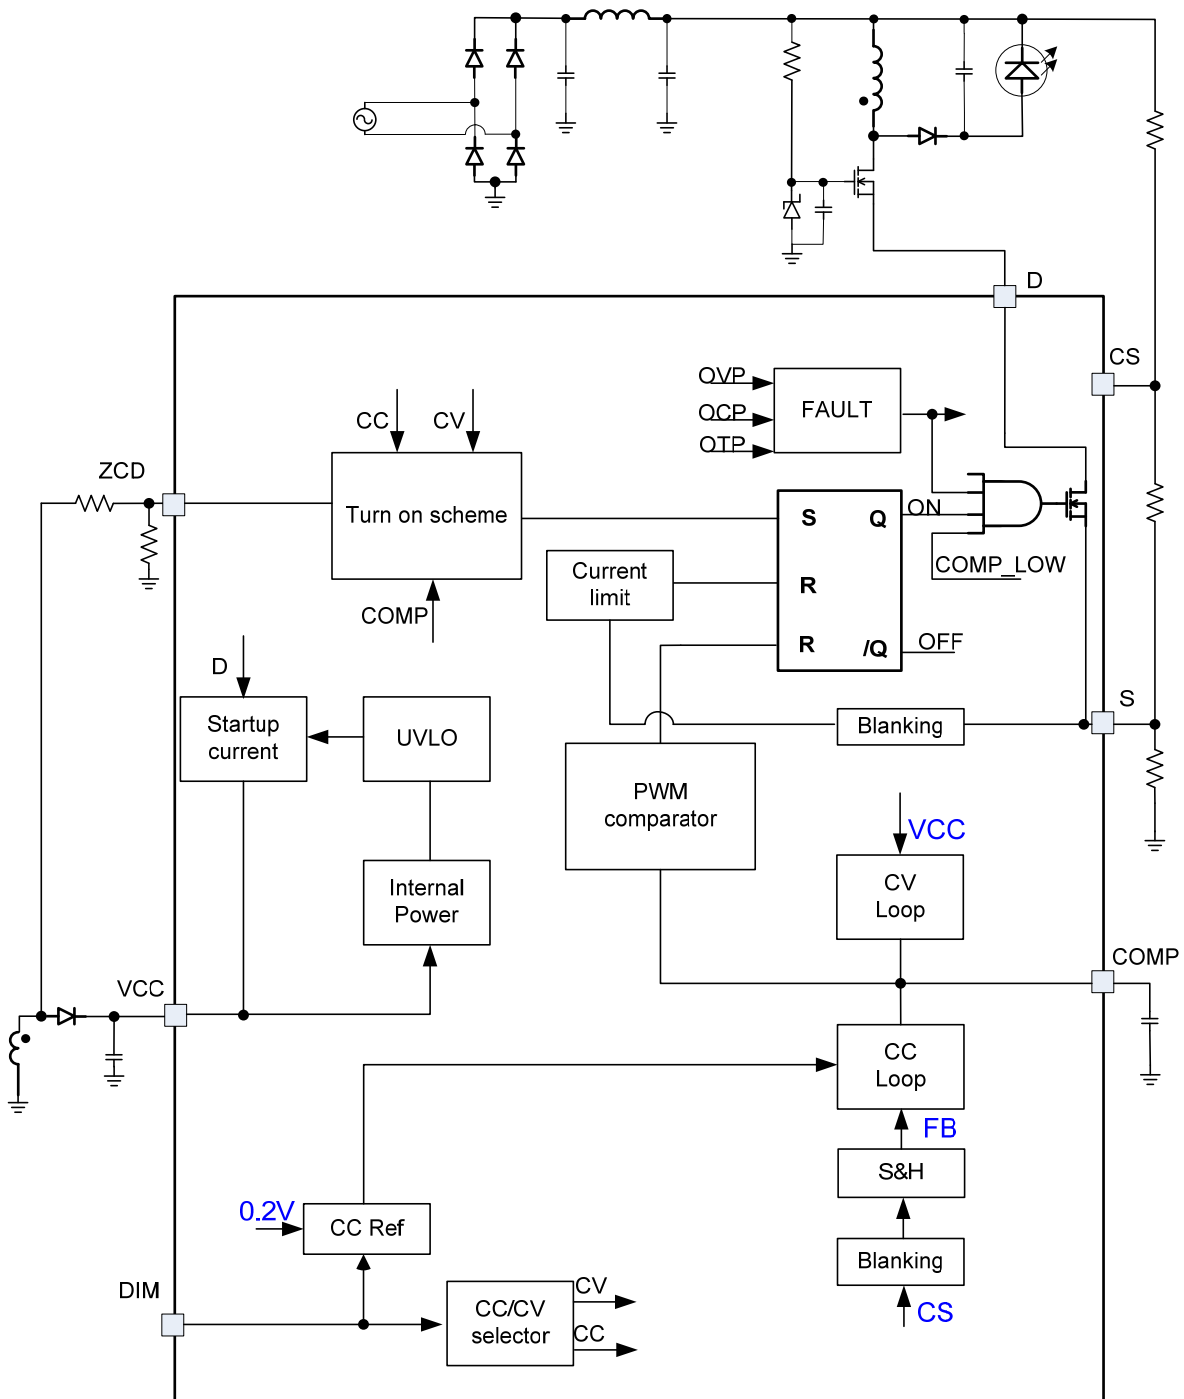 D
CS
OVP
FAULT
CC
CV
OCP
OTP
ZCD
Turn on scheme
S
Q
ON
COMP_LOW
Current
limit
R
COMP
R
/Q
OFF
D
S
Startup
current
UVLO
Blanking
PWM
comparator
VCC
CV
Loop
Internal
Power
COMP
VCC
CC
Loop
FB
S&H
0.2V
CC Ref
Blanking
DIM
CC/CV
selector
CV
CC
CS